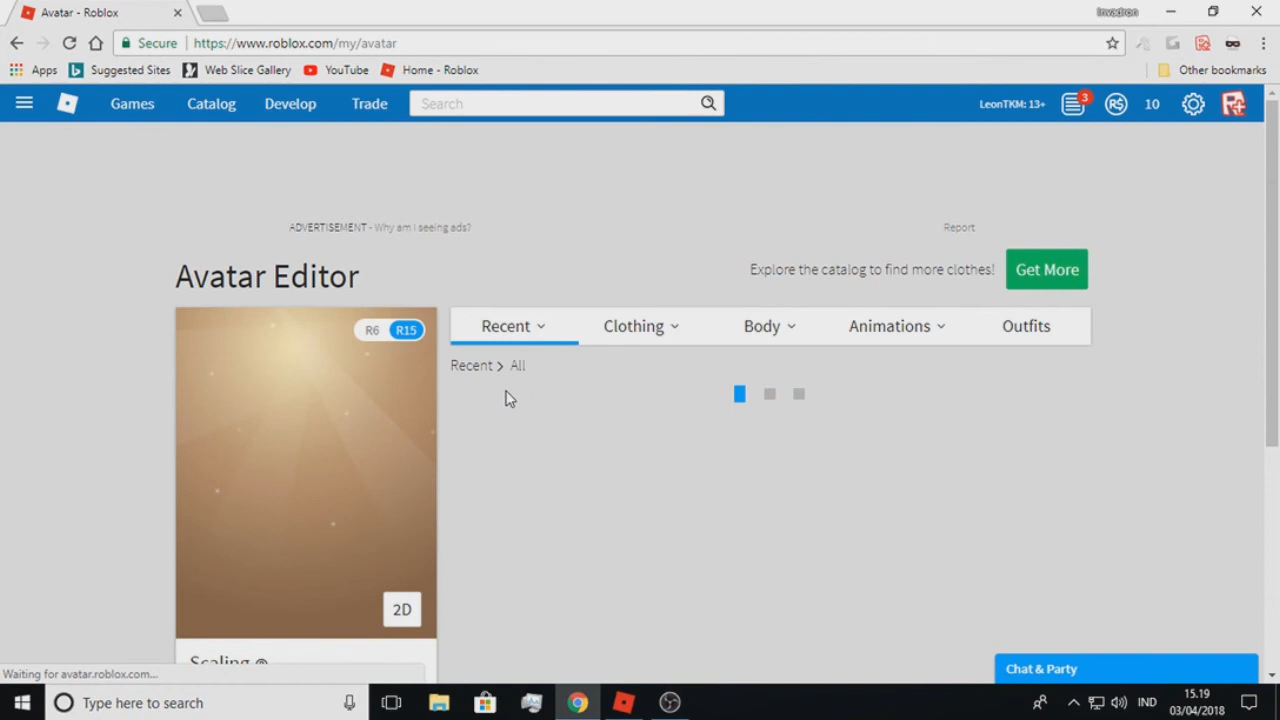 Avatar - Roblox
Invadron
Secure
https://www.roblox.com/my/avatar
Apps
Suggested Sites
Web Slice Gallery
YouTube
Home - Roblox
Other bookmarks
Games
Catalog
Develop
Trade
Search
LeonTKM: 13+
3
R$
10
ADVERTISEMENT - Why am I seeing ads?
Report
Avatar Editor
Explore the catalog to find more clothes!
Get More
R6
R15
Recent
Clothing
Body
Animations
Outfits
Recent > All
2D
Scaling
Waiting for avatar.roblox.com...
Chat & Party
Type here to search
IND
15.19
03/04/2018